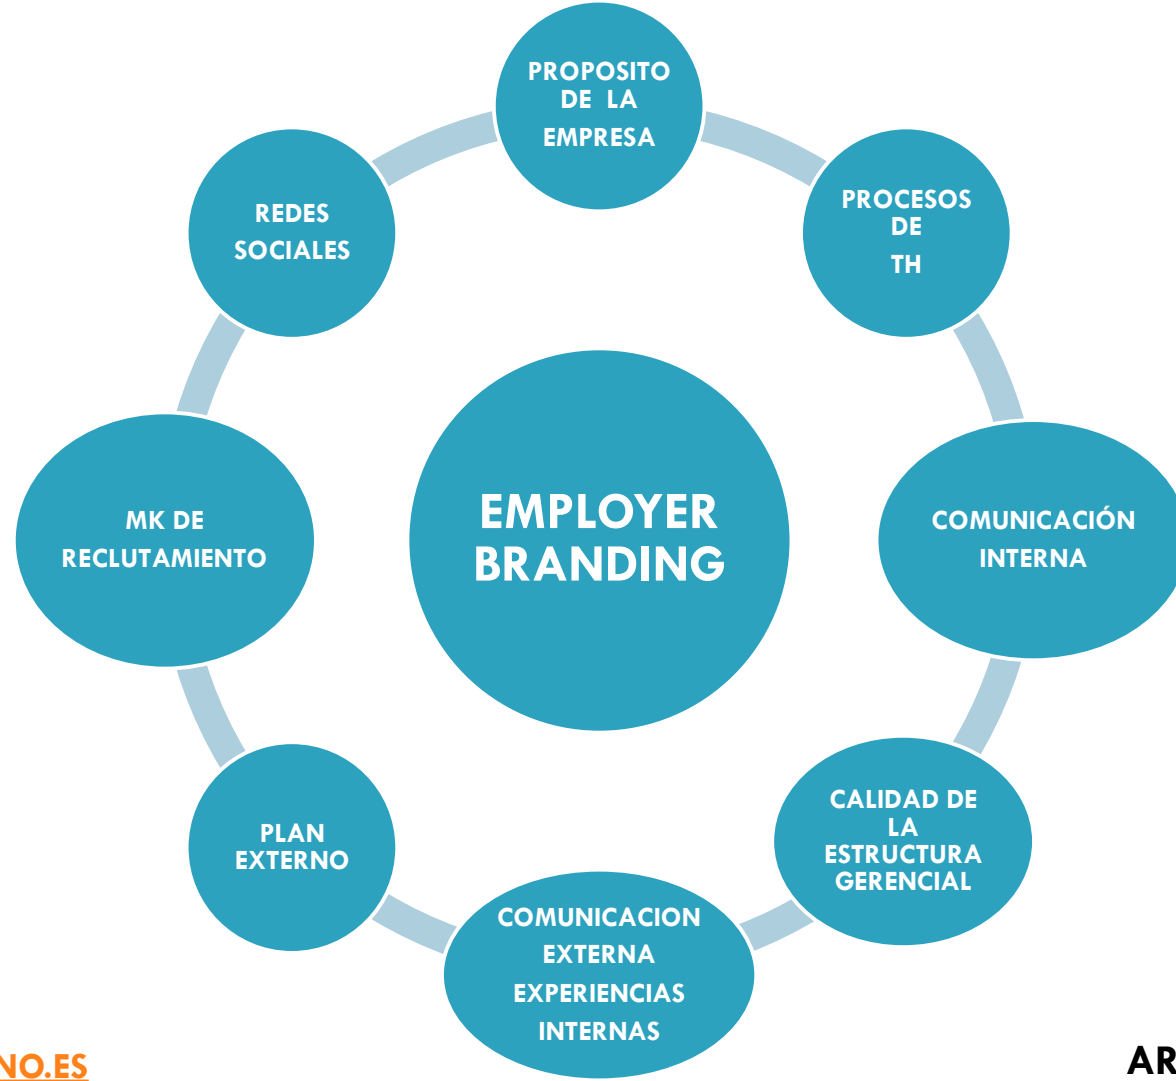 PROPOSITO
DE LA
EMPRESA
PROCESOS
DE
TH
COMUNICACIÓN
INTERNA
CALIDAD DE
LA
ESTRUCTURA
GERENCIAL
COMUNICACION
EXTERNA
EXPERIENCIAS
INTERNAS
PLAN
EXTERNO
MK DE
RECLUTAMIENTO
REDES
SOCIALES
EMPLOYER
BRANDING
NO.ES
AR